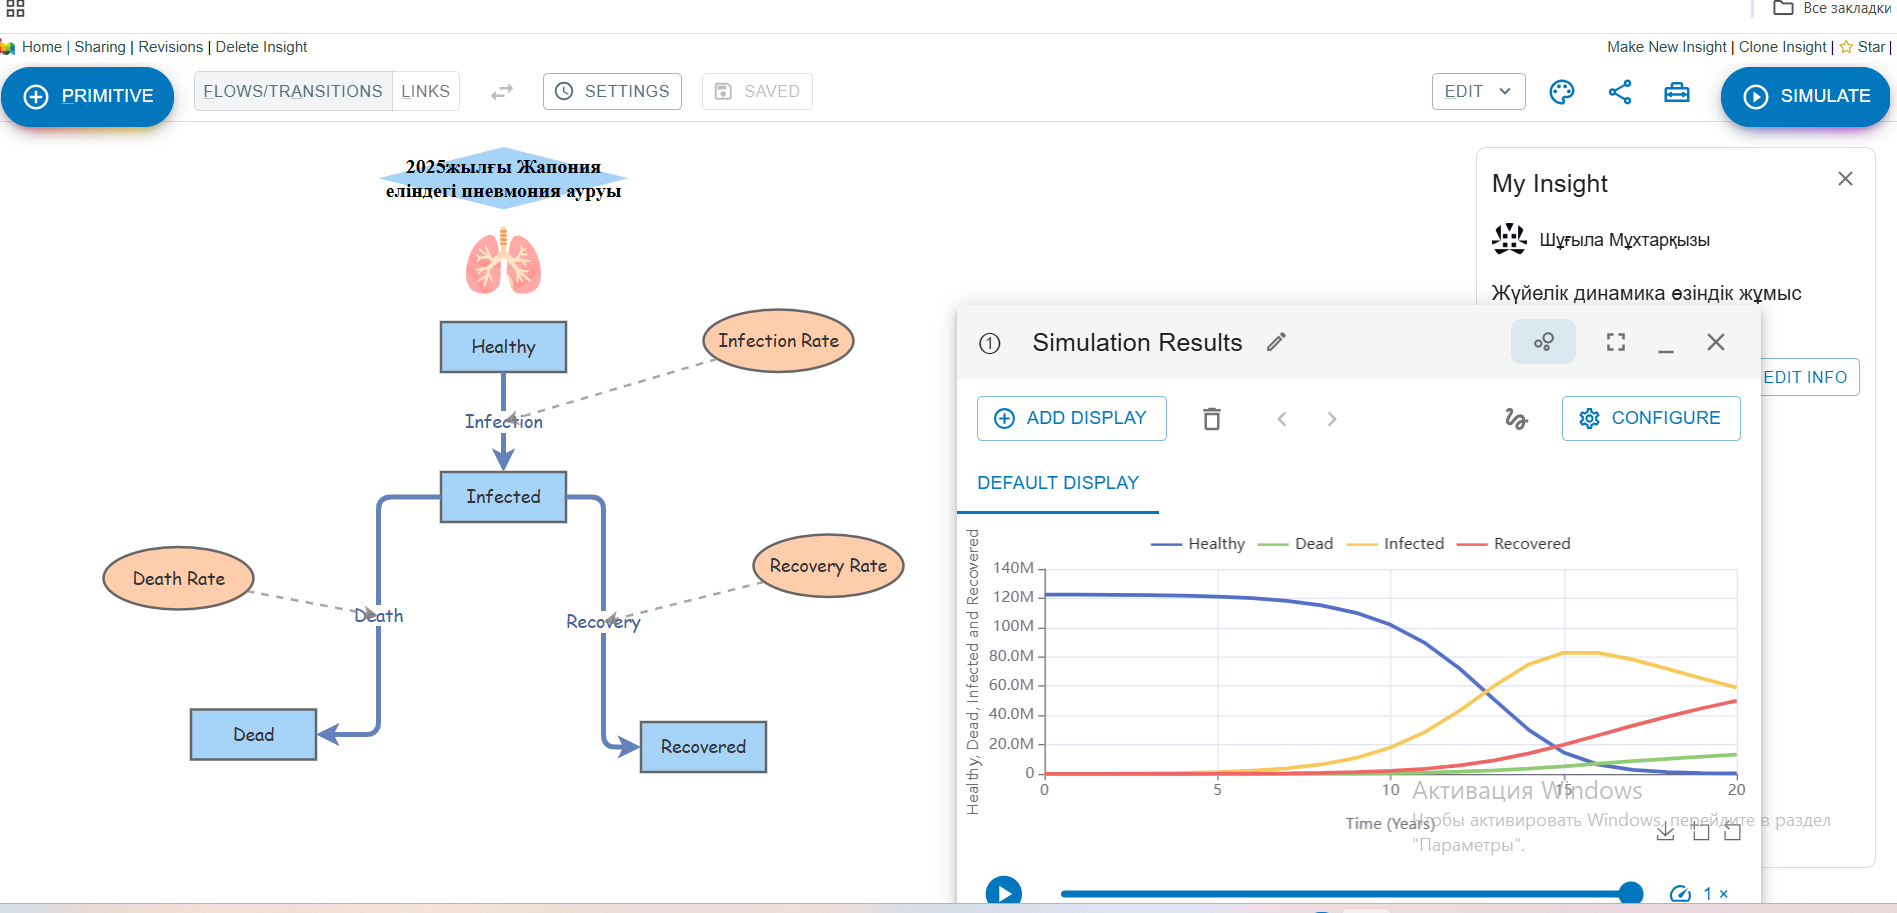 Все закладки
Home | Sharing | Revisions | Delete Insight
Make New Insight | Clone Insight | Star |
PRIMITIVE
FLOWS/TRANSITIONS
LINKS
SETTINGS
SAVED
EDIT
SIMULATE
2025жылғы Жапония
еліндегі пневмония ауруы
Healthy
Infection Rate
Infection
Infected
Death Rate
Recovery Rate
Death
Recovery
Dead
Recovered
My Insight
Шұғыла Мұхтарқызы
Жүйелік динамика өзіндік жұмыс
EDIT INFO
1
Simulation Results
ADD DISPLAY
CONFIGURE
DEFAULT DISPLAY
Healthy Dead Infected Recovered
Healthy, Dead, Infected and Recovered
140M
120M
100M
80.0M
60.0M
40.0M
20.0M
0
0 5 10 15 20
Time (Years)
Активация Windows
Чтобы активировать Windows, перейдите в раздел
"Параметры".
1 ×